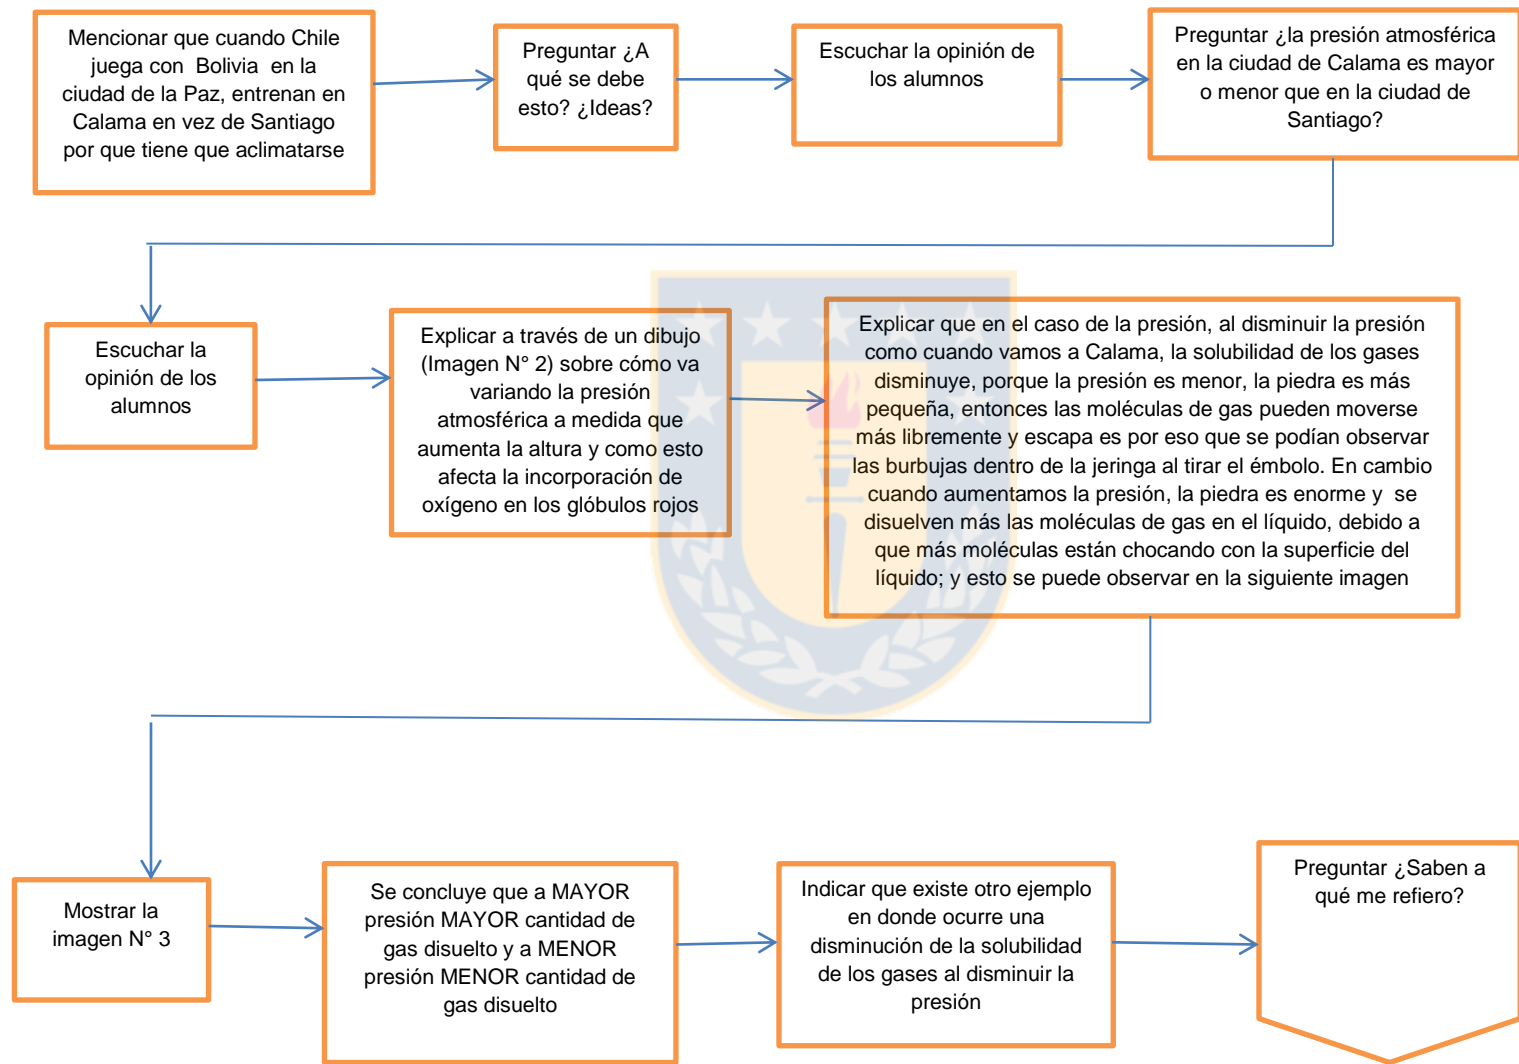 Mencionar que cuando Chile
juega con Bolivia en la
ciudad de la Paz, entrenan en
Calama en vez de Santiago
por que tiene que aclimatarse
Preguntar ¿A
qué se debe
esto? ¿Ideas?
Escuchar la opinión de
los alumnos
Preguntar ¿la presión atmosférica
en la ciudad de Calama es mayor
o menor que en la ciudad de
Santiago?
Escuchar la
opinión de los
alumnos
Explicar a través de un dibujo
(Imagen N° 2) sobre cómo va
variando la presión
atmosférica a medida que
aumenta la altura y como esto
afecta la incorporación de
oxígeno en los glóbulos rojos
Explicar que en el caso de la presión, al disminuir la presión
como cuando vamos a Calama, la solubilidad de los gases
disminuye, porque la presión es menor, la piedra es más
pequeña, entonces las moléculas de gas pueden moverse
más libremente y escapa es por eso que se podían observar
las burbujas dentro de la jeringa al tirar el émbolo. En cambio
cuando aumentamos la presión, la piedra es enorme y se
disuelven más las moléculas de gas en el líquido, debido a
que más moléculas están chocando con la superficie del
líquido; y esto se puede observar en la siguiente imagen
Mostrar la
imagen N° 3
Se concluye que a MAYOR
presión MAYOR cantidad de
gas disuelto y a MENOR
presión MENOR cantidad de
gas disuelto
Indicar que existe otro ejemplo
en donde ocurre una
disminución de la solubilidad
de los gases al disminuir la
presión
Preguntar ¿Saben a
qué me refiero?